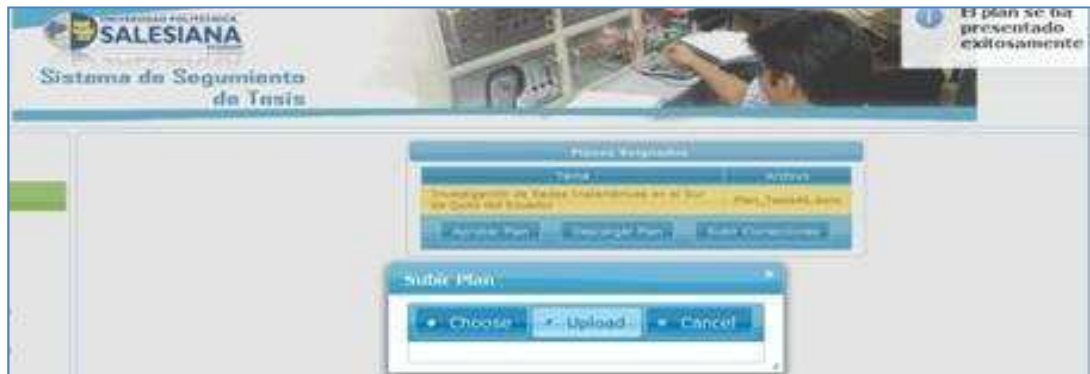 UNIVERSIDAD POLITÉCNICA
SALESIANA
Sistema de Segumiento
de Tesis
El plan se ha
presentado
exitosamente
Planes Asignados
Tema
Archivo
Investigación de Redes Inalámbricas en el Sur
de Quito del Ecuador
Aprobar Plan
Descargar Plan
Subir Correcciones
Subir Plan
Choose
Upload
Cancel